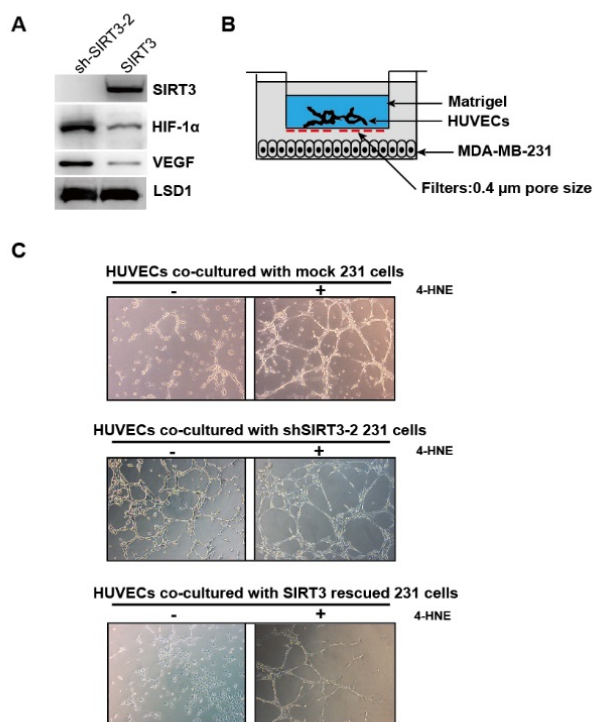 A
sh-SIRT3-2
SIRT3
SIRT3
HIF-1α
VEGF
LSD1
B
Matrigel
HUVECs
MDA-MB-231
Filters:0.4 µm pore size
C
HUVECs co-cultured with mock 231 cells
- + 4-HNE
HUVECs co-cultured with shSIRT3-2 231 cells
- + 4-HNE
HUVECs co-cultured with SIRT3 rescued 231 cells
- + 4-HNE